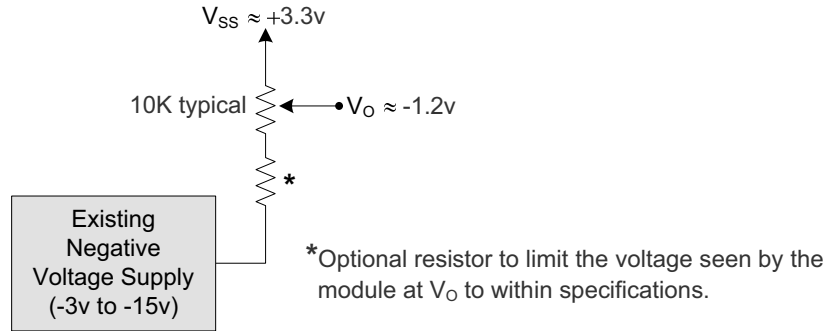 V_SS ≈ +3.3v
10K typical
V_O ≈ -1.2v
*
Existing
Negative
Voltage Supply
(-3v to -15v)
*Optional resistor to limit the voltage seen by the
module at V_O to within specifications.